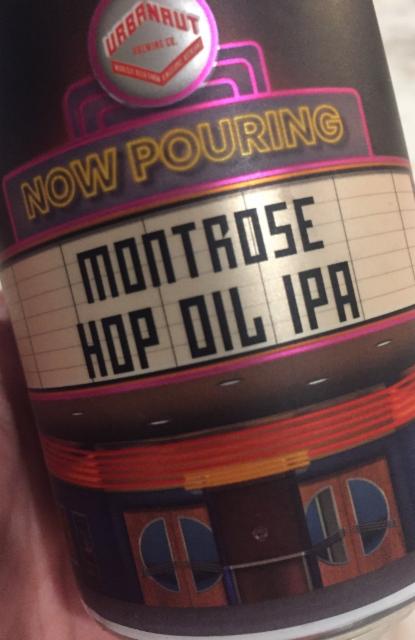 URBANAUT
BREWING CO.
NOW POURING
MONTROSE
HOP OIL IPA